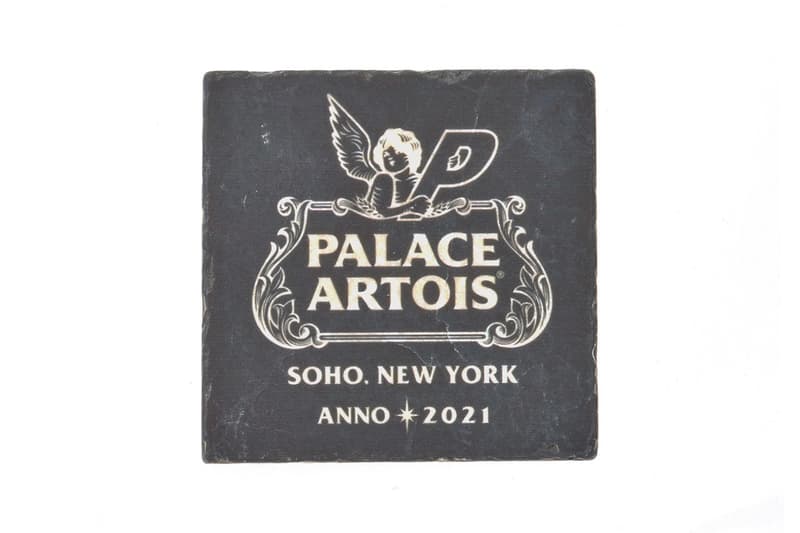 P
PALACE
ARTOIS®
SOHO. NEW YORK
ANNO ✴ 2021